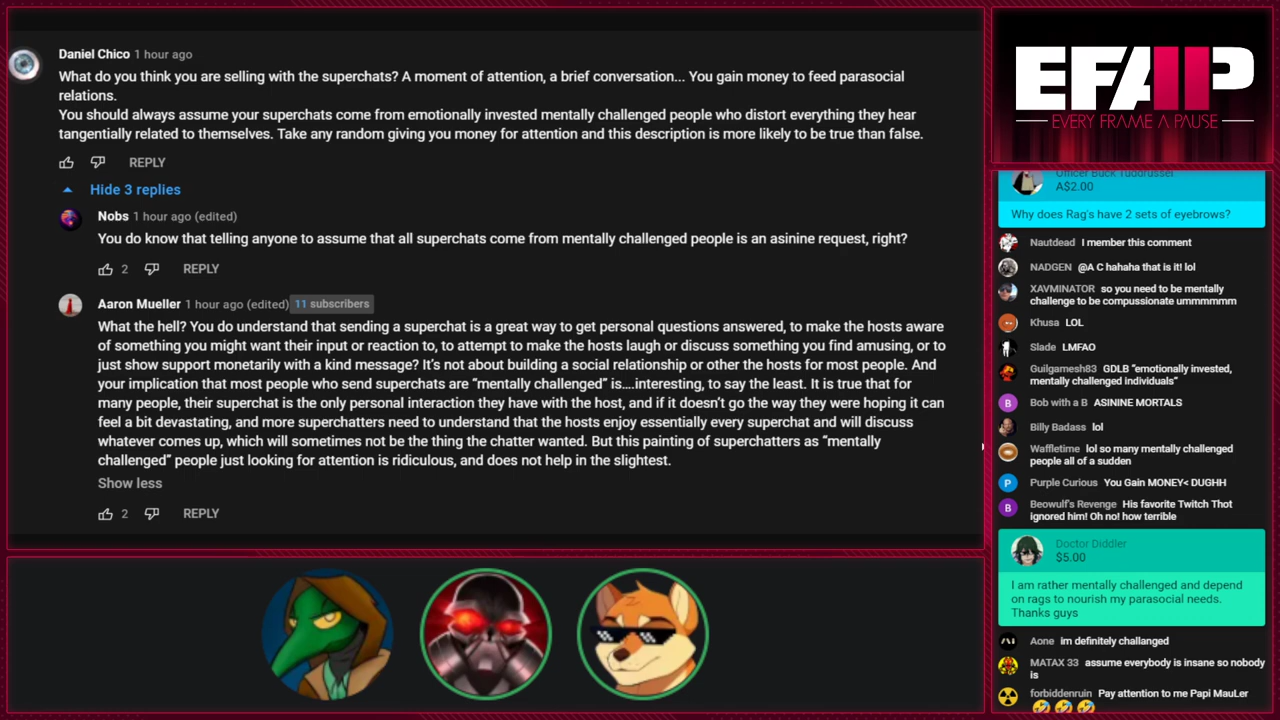 Daniel Chico 1 hour ago
What do you think you are selling with the superchats? A moment of attention, a brief conversation... You gain money to feed parasocial
relations.
You should always assume your superchats come from emotionally invested mentally challenged people who distort everything they hear
tangentially related to themselves. Take any random giving you money for attention and this description is more likely to be true than false.
REPLY
Hide 3 replies
Nobs 1 hour ago (edited)
You do know that telling anyone to assume that all superchats come from mentally challenged people is an asinine request, right?
2 REPLY
Aaron Mueller 1 hour ago (edited) 11 subscribers
What the hell? You do understand that sending a superchat is a great way to get personal questions answered, to make the hosts aware
of something you might want their input or reaction to, to attempt to make the hosts laugh or discuss something you find amusing, or to
just show support monetarily with a kind message? It's not about building a social relationship or other the hosts for most people. And
your implication that most people who send superchats are “mentally challenged” is....interesting, to say the least. It is true that for
many people, their superchat is the only personal interaction they have with the host, and if it doesn't go the way they were hoping it can
feel a bit devastating, and more superchatters need to understand that the hosts enjoy essentially every superchat and will discuss
whatever comes up, which will sometimes not be the thing the chatter wanted. But this painting of superchatters as “mentally
challenged” people just looking for attention is ridiculous, and does not help in the slightest.
Show less
2 REPLY
EFAP
EVERY FRAME A PAUSE
Officer Buck Tudorussel
A$2.00
Why does Rag's have 2 sets of eyebrows?
Nautdead I member this comment
NADGEN @A C hahaha that is it! lol
XAVMINATOR so you need to be mentally
challenge to be compussionate ummmmmm
Khusa LOL
Slade LMFAO
Guilgamesh83 GDLB “emotionally invested,
mentally challenged individuals”
B Bob with a B ASININE MORTALS
Billy Badass lol
Waffletime lol so many mentally challenged
people all of a sudden
P Purple Curious You Gain MONEY< DUGHH
B Beowulf's Revenge His favorite Twitch Thot
ignored him! Oh no! how terrible
Doctor Diddler
$5.00
I am rather mentally challenged and depend
on rags to nourish my parasocial needs.
Thanks guys
Aone im definitely challanged
MATAX 33 assume everybody is insane so nobody
is
forbiddenruin Pay attention to me Papi MauLer